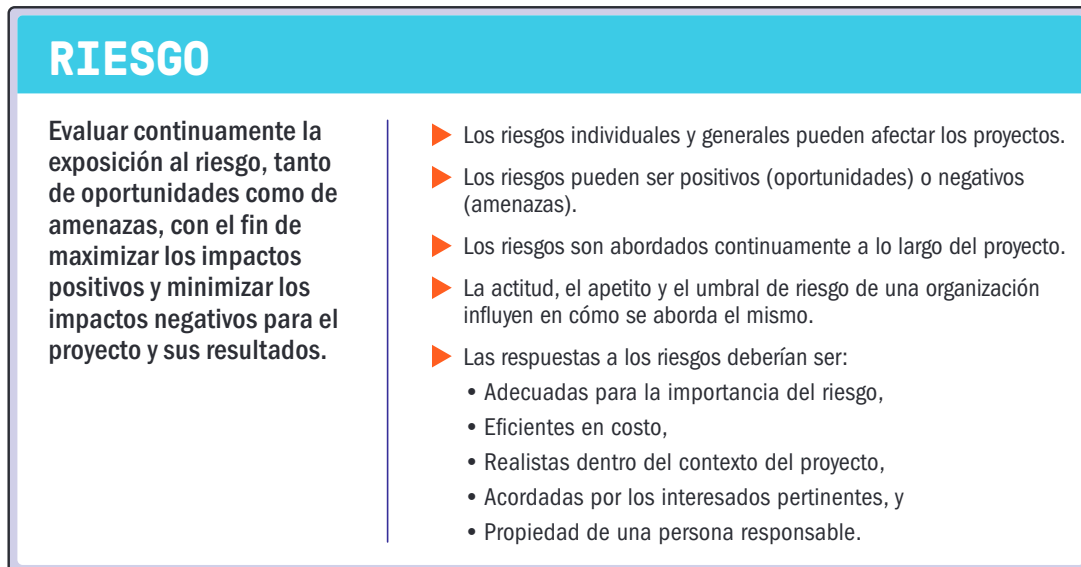 RIESGO
Evaluar continuamente la
exposición al riesgo, tanto
de oportunidades como de
amenazas, con el fin de
maximizar los impactos
positivos y minimizar los
impactos negativos para el
proyecto y sus resultados.
Los riesgos individuales y generales pueden afectar los proyectos.
Los riesgos pueden ser positivos (oportunidades) o negativos
(amenazas).
Los riesgos son abordados continuamente a lo largo del proyecto.
La actitud, el apetito y el umbral de riesgo de una organización
influyen en cómo se aborda el mismo.
Las respuestas a los riesgos deberían ser:
• Adecuadas para la importancia del riesgo,
• Eficientes en costo,
• Realistas dentro del contexto del proyecto,
• Acordadas por los interesados pertinentes, y
• Propiedad de una persona responsable.